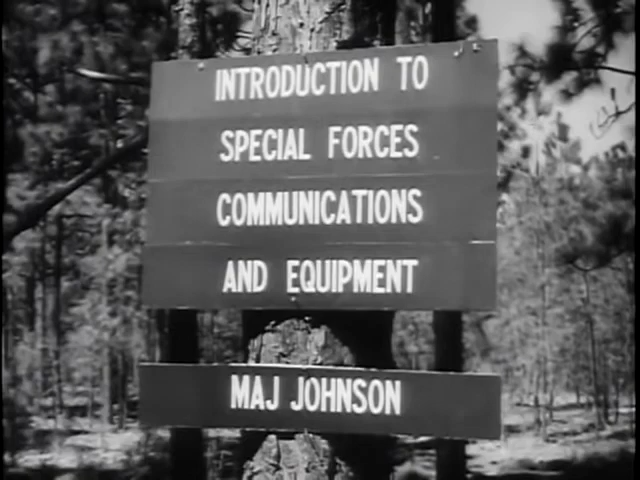 INTRODUCTION TO
SPECIAL FORCES
COMMUNICATIONS
AND EQUIPMENT
MAJ JOHNSON